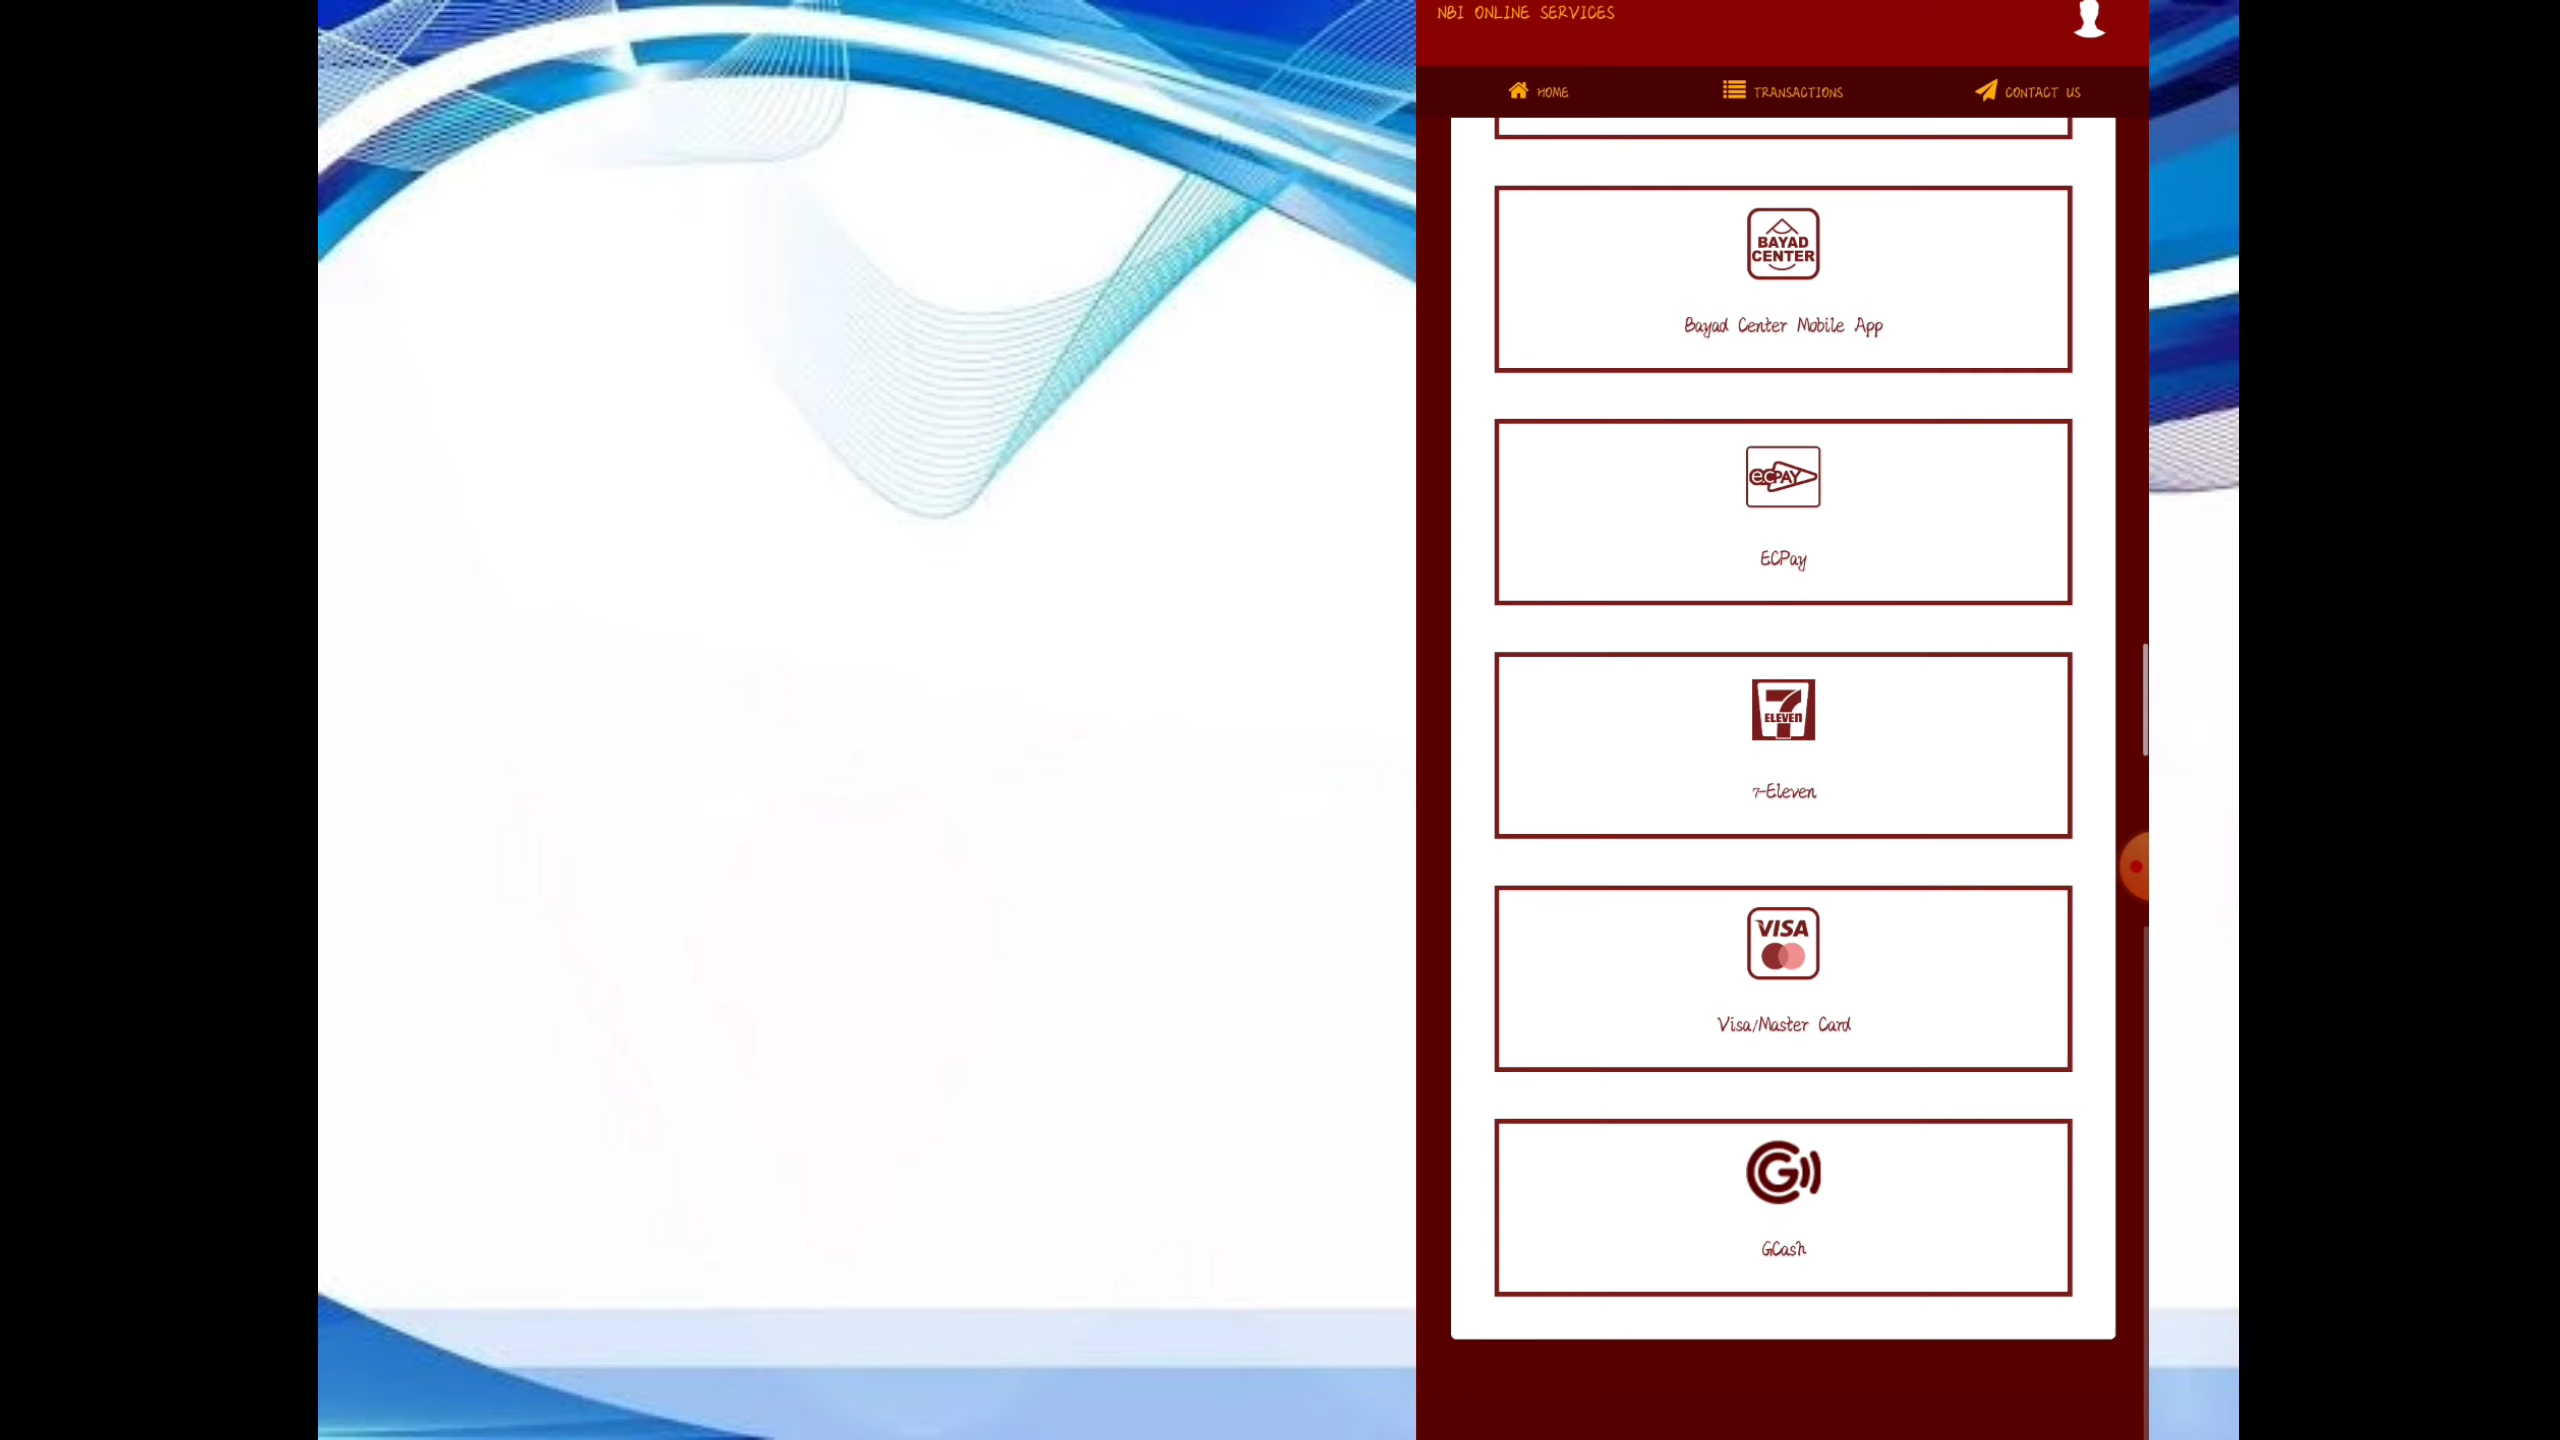 NBI ONLINE SERVICES
HOME
TRANSACTIONS
CONTACT US
BAYAD
CENTER
Bayad Center Mobile App
ecPAY
ECPay
7
ELEVEn
7-Eleven
VISA
Visa/Master Card
G
GCash